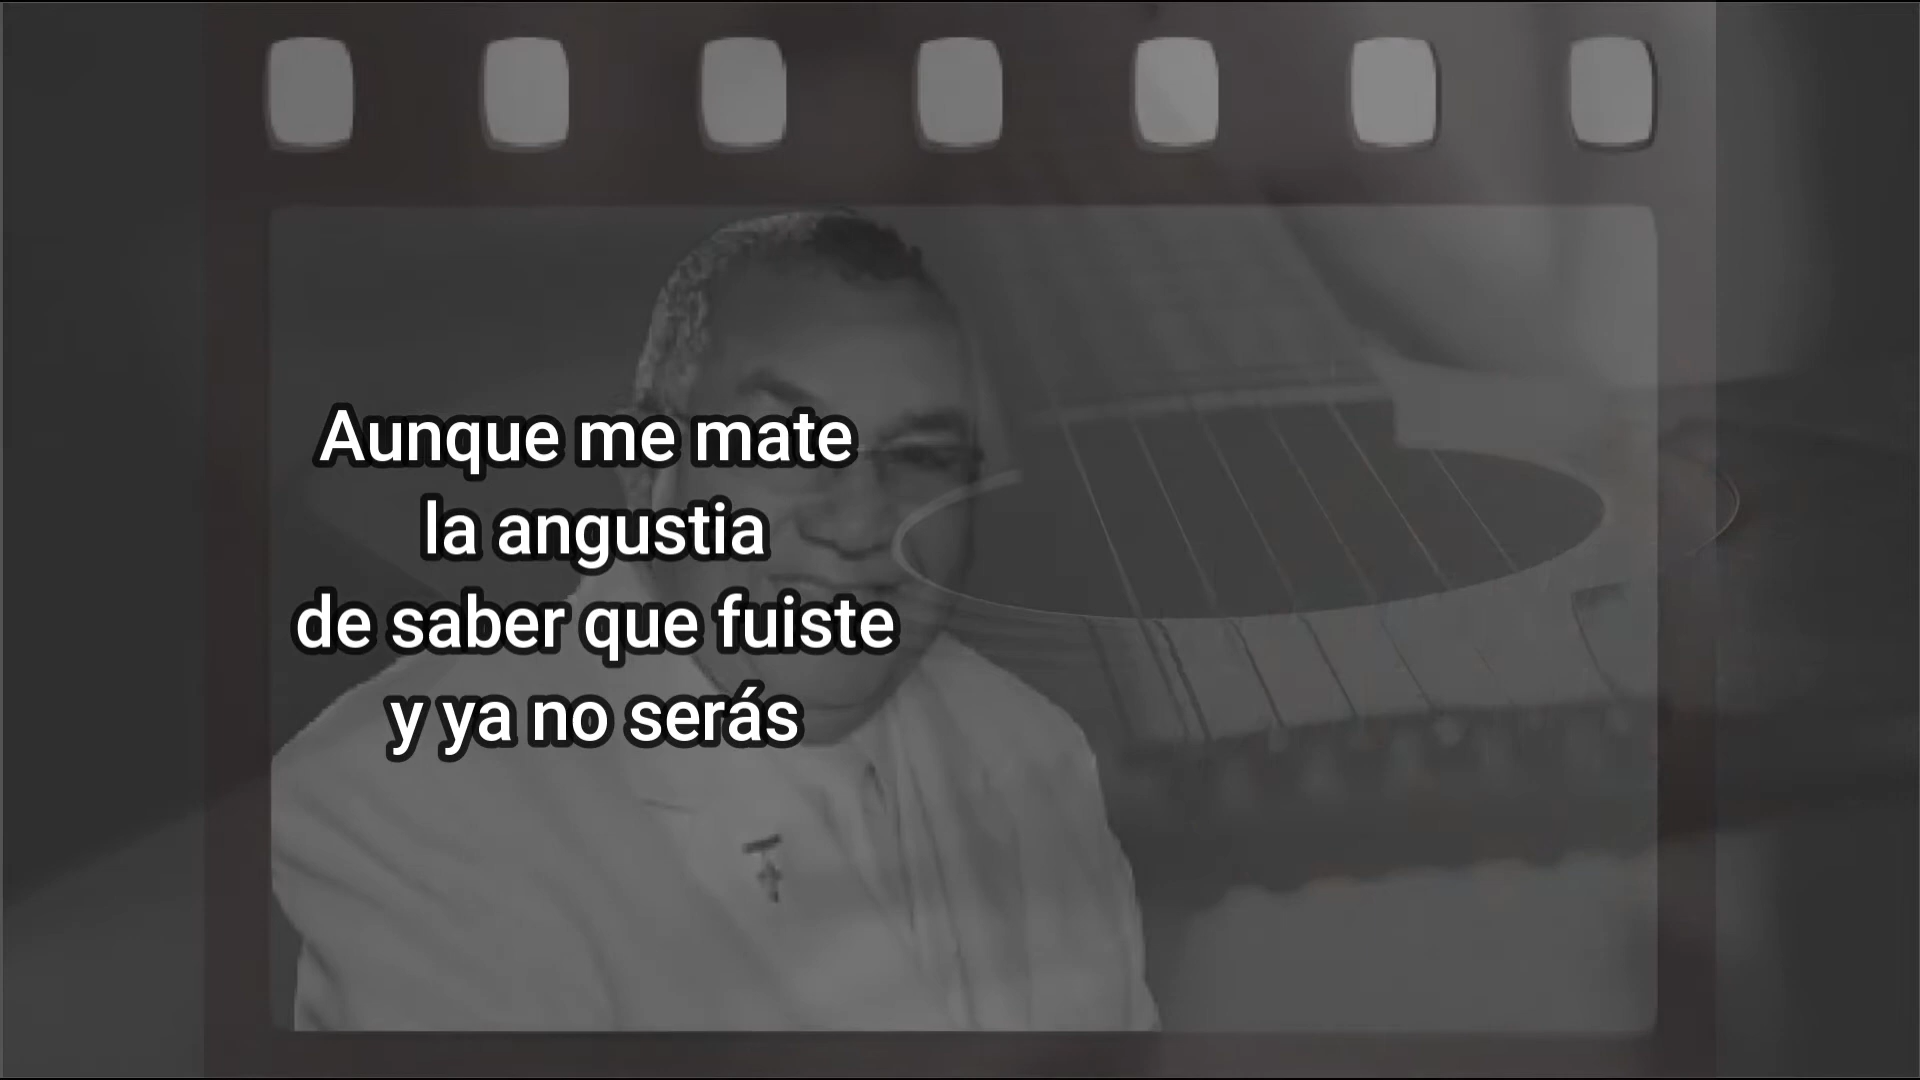 Aunque me mate
la angustia
de saber que fuiste
y ya no serás